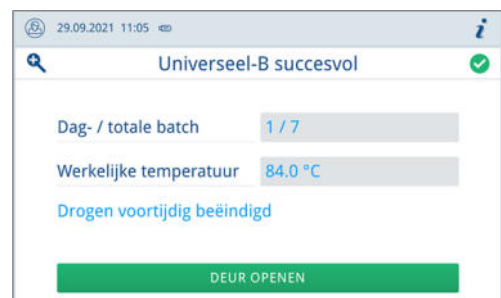 29.09.2021 11:05
Universeel-B succesvol
Dag- / totale batch 1 / 7
Werkelijke temperatuur 84.0 °C
Drogen voortijdig beëindigd
DEUR OPENEN